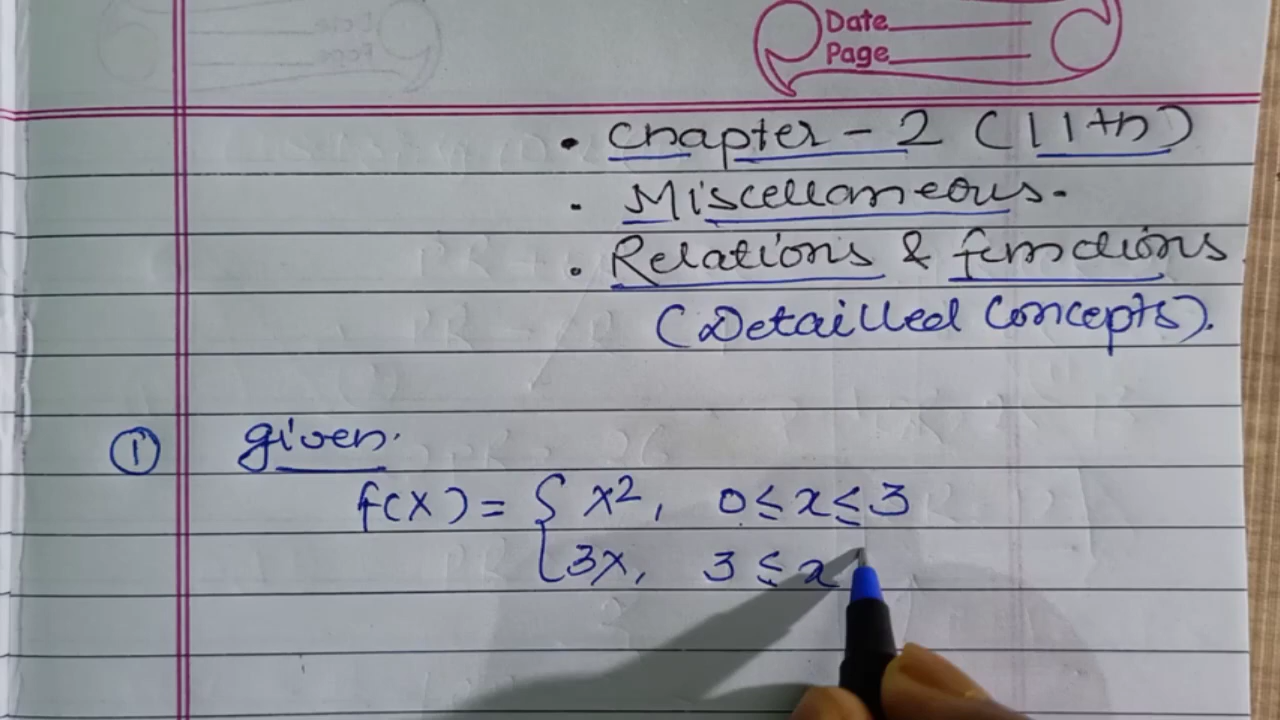 Date
Page
• Chapter - 2 (11th)
• Miscellaneous.
• Relations & functions
(Detailled Concepts).
① given.
f(x) = { x², 0 ≤ x ≤ 3
3x, 3 ≤ x